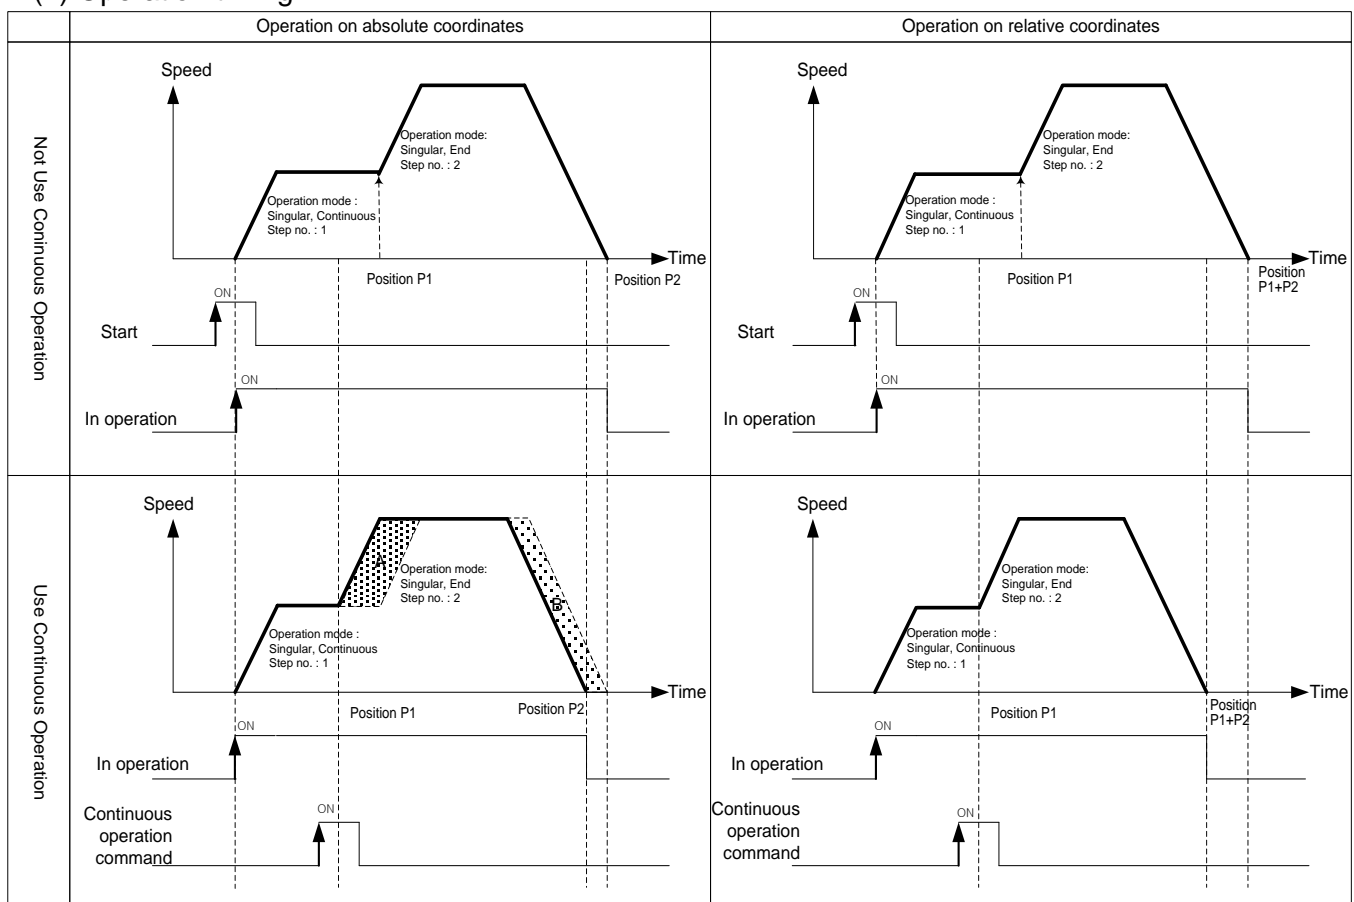 Operation on absolute coordinates
Operation on relative coordinates
Not Use Coninuous Operation
Speed
Operation mode:
Singular, End
Step no. : 2
Operation mode :
Singular, Continuous
Step no. : 1
Time
Position P1
Position P2
ON
Start
ON
In operation
Speed
Operation mode:
Singular, End
Step no. : 2
Operation mode :
Singular, Continuous
Step no. : 1
Time
Position P1
Position
P1+P2
ON
Start
ON
In operation
Use Continuous Operation
Speed
A
Operation mode:
Singular, End
Step no. : 2
B
Operation mode :
Singular, Continuous
Step no. : 1
Time
Position P1
Position P2
ON
In operation
ON
Continuous
operation
command
Speed
Operation mode:
Singular, End
Step no. : 2
Operation mode :
Singular, Continuous
Step no. : 1
Time
Position P1
Position
P1+P2
ON
In operation
ON
Continuous
operation
command